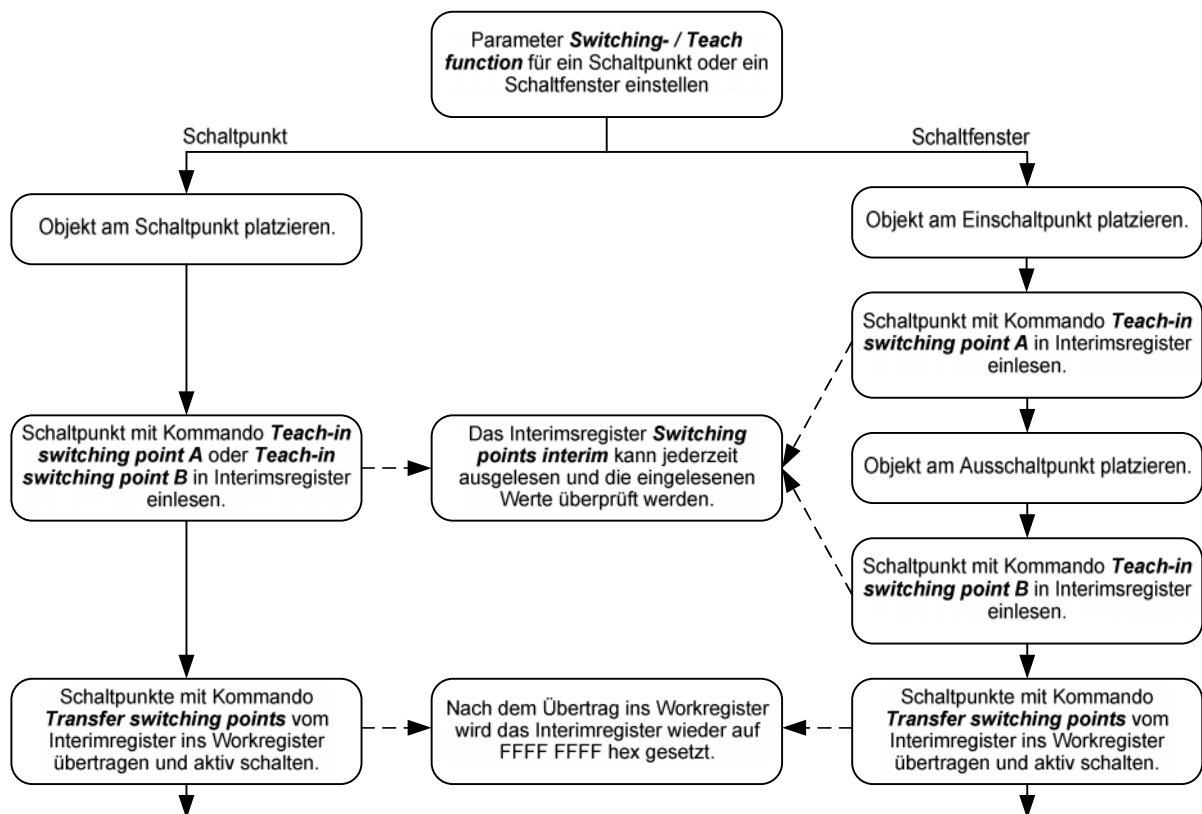 Parameter Switching- / Teach
function für ein Schaltpunkt oder ein
Schaltfenster einstellen
Schaltpunkt
Schaltfenster
Objekt am Schaltpunkt platzieren.
Objekt am Einschaltpunkt platzieren.
Schaltpunkt mit Kommando Teach-in
switching point A in Interimsregister
einlesen.
Schaltpunkt mit Kommando Teach-in
switching point A oder Teach-in
switching point B in Interimsregister
einlesen.
Das Interimsregister Switching
points interim kann jederzeit
ausgelesen und die eingelesenen
Werte überprüft werden.
Objekt am Ausschaltpunkt platzieren.
Schaltpunkt mit Kommando Teach-in
switching point B in Interimsregister
einlesen.
Schaltpunkte mit Kommando
Transfer switching points vom
Interimregister ins Workregister
übertragen und aktiv schalten.
Nach dem Übertrag ins Workregister
wird das Interimregister wieder auf
FFFF FFFF hex gesetzt.
Schaltpunkte mit Kommando
Transfer switching points vom
Interimregister ins Workregister
übertragen und aktiv schalten.